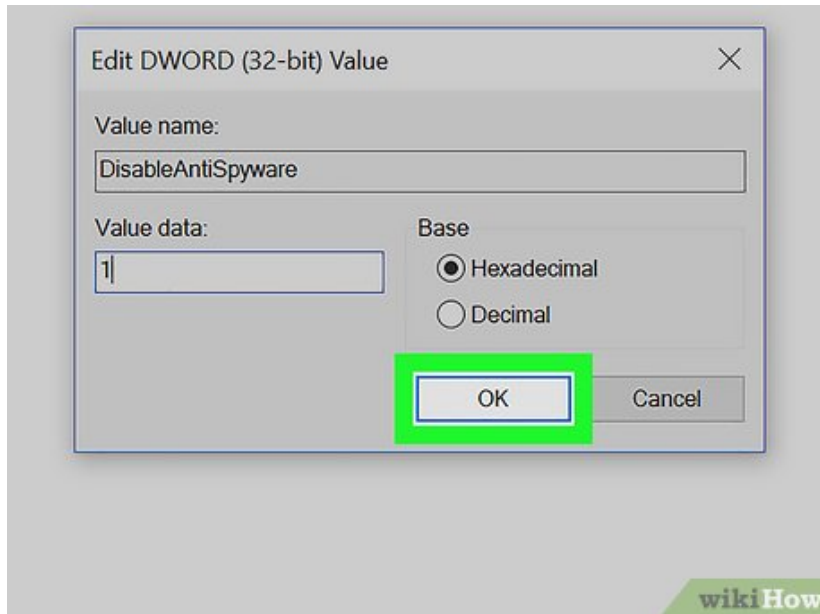 Edit DWORD (32-bit) Value
Value name:
DisableAntiSpyware
Value data:
1
Base
Hexadecimal
Decimal
OK
Cancel
wikiHow